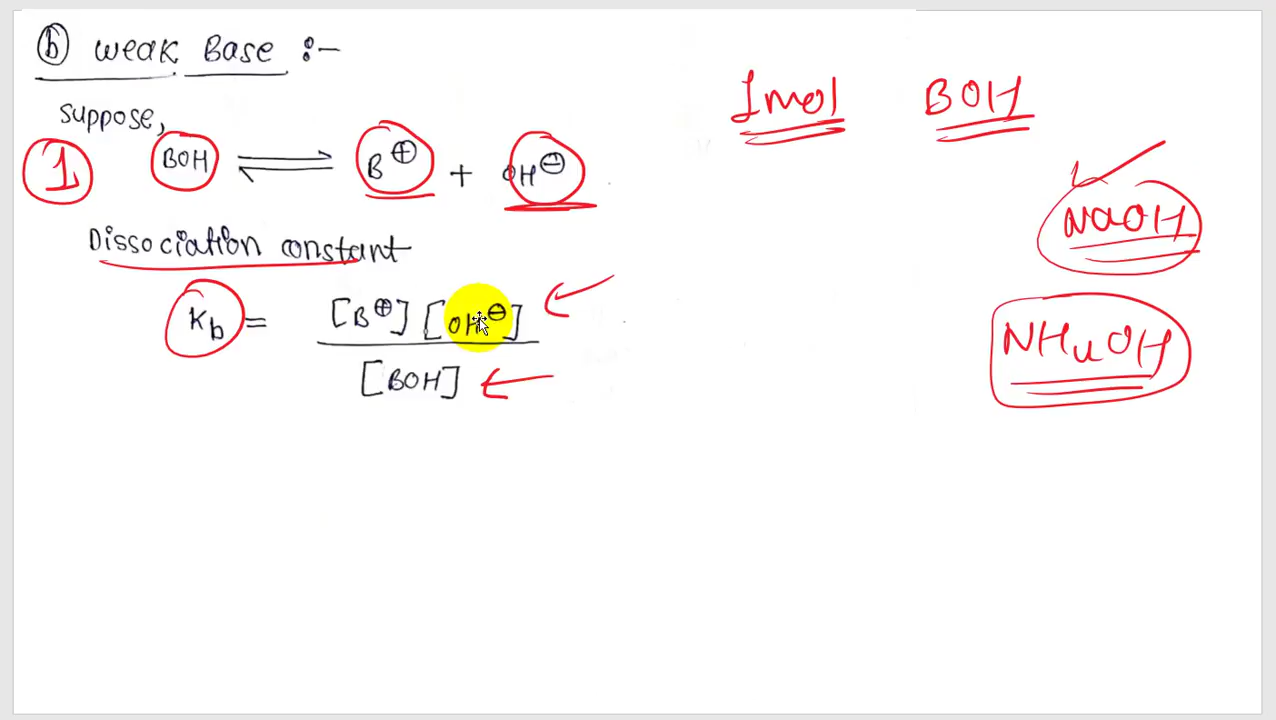 ⓑ weak Base :-
1mol BOH
suppose,
1 BOH ⇌ B⊕ + OH⊖
NaOH
Dissociation constant
Kb = [B⊕] [OH⊖]
[BOH]
NH4OH